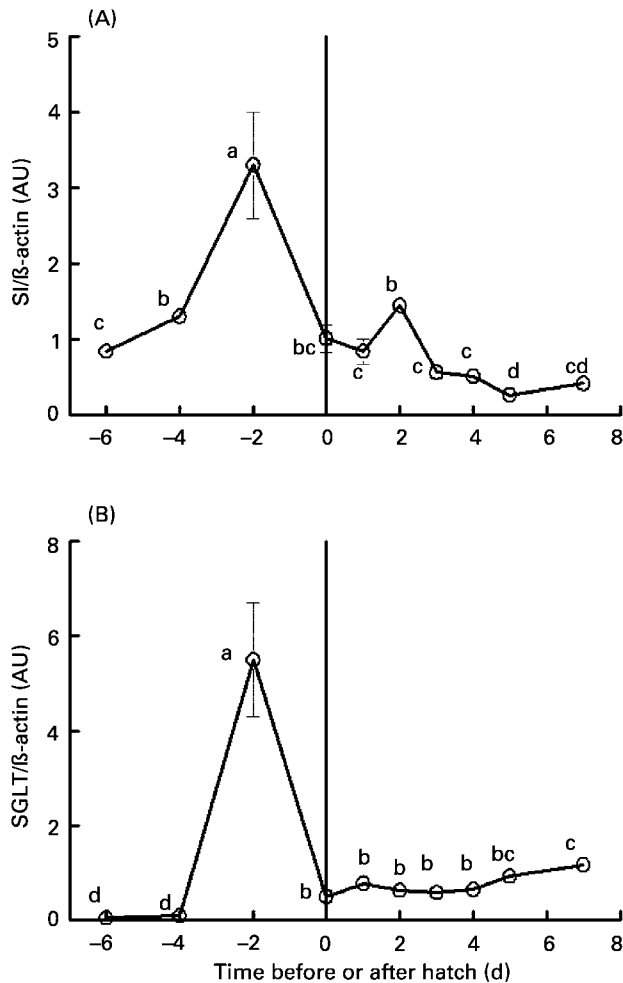 (A)
SI/ß-actin (AU)
5
4
3
2
1
0
a
b
c
bc
c
b
c
c
d
cd
–6 –4 –2 0 2 4 6 8
(B)
SGLT/ß-actin (AU)
8
6
4
2
0
a
d
d
b
b
b
b
b
bc
c
–6 –4 –2 0 2 4 6 8
Time before or after hatch (d)